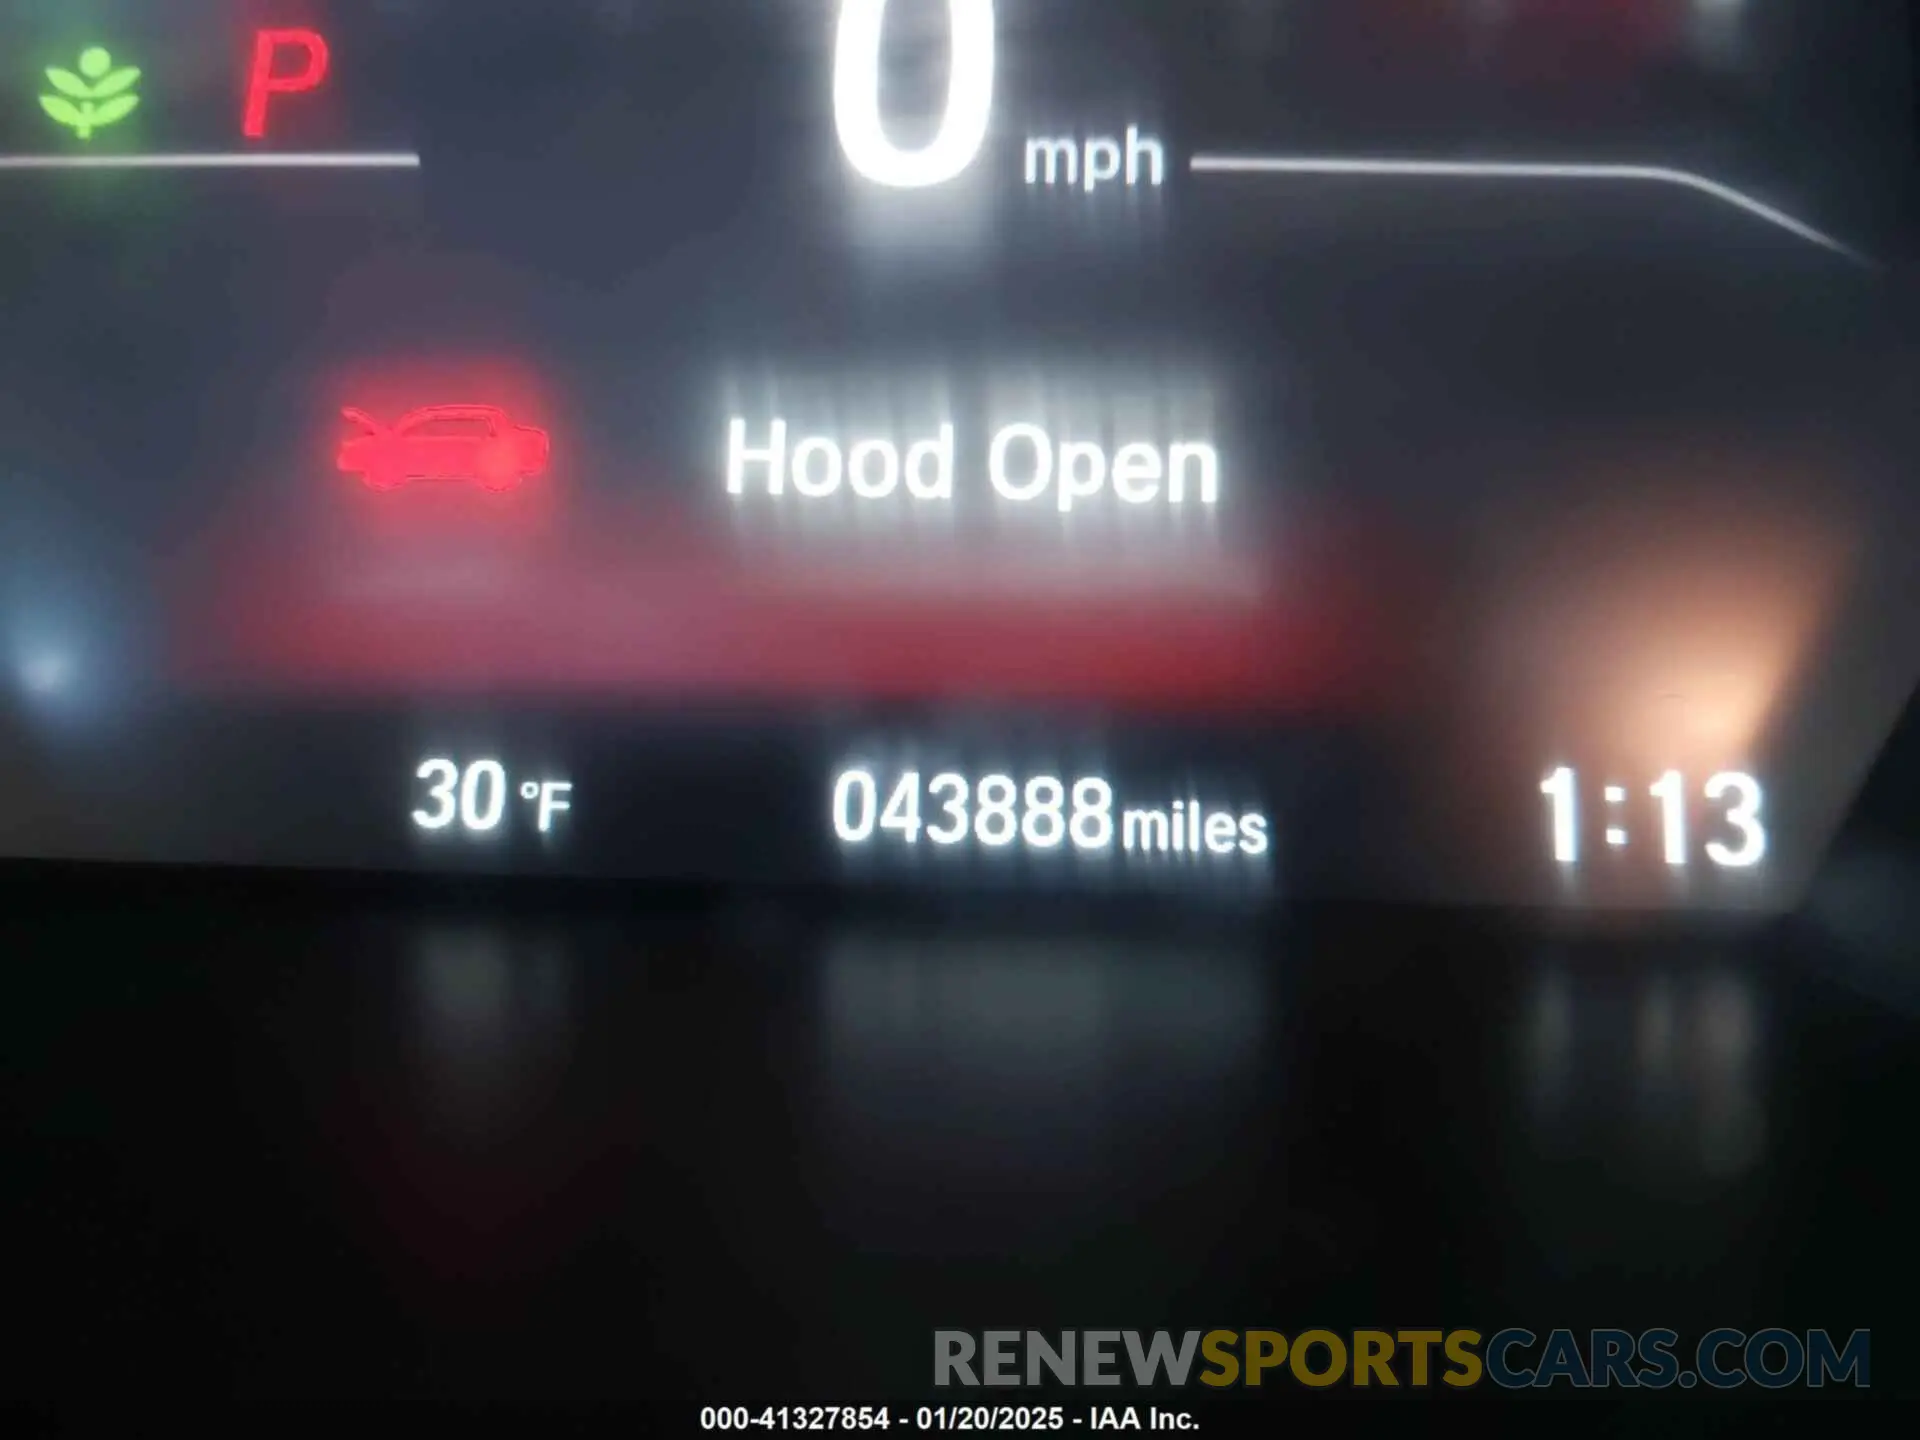 P
0 mph
Hood Open
30 °F 043888 miles 1:13
RENEWSPORTSCARS.COM
000-41327854 - 01/20/2025 - IAA Inc.